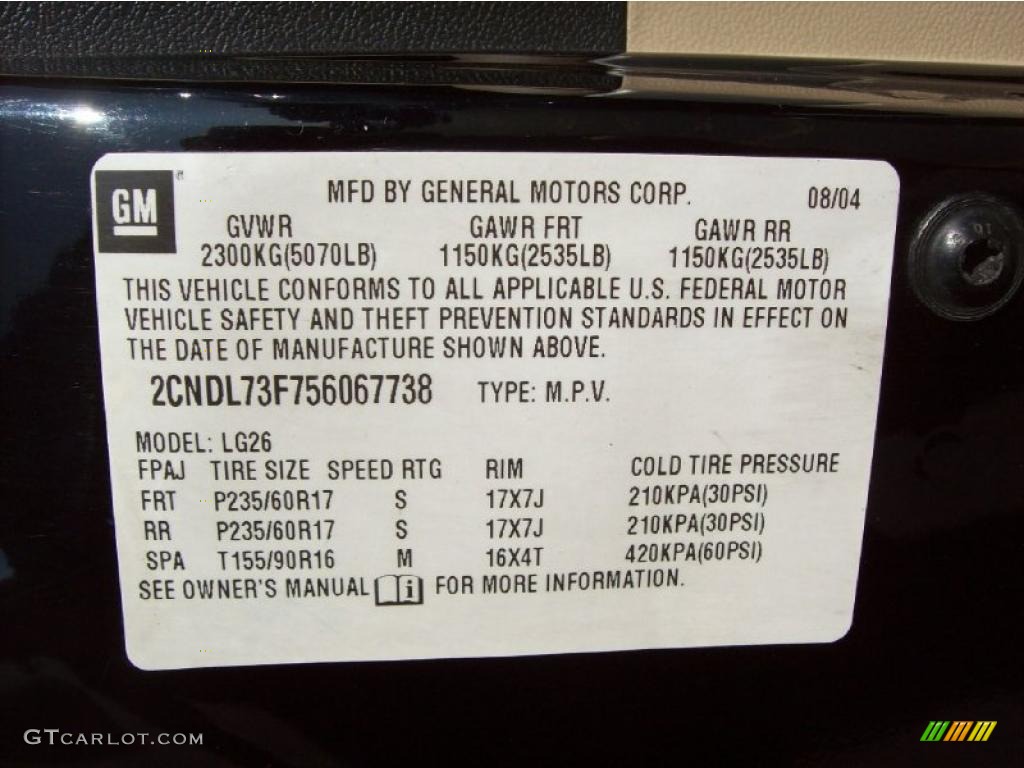 GM
MFD BY GENERAL MOTORS CORP. 08/04
GVWR GAWR FRT GAWR RR
2300KG(5070LB) 1150KG(2535LB) 1150KG(2535LB)
THIS VEHICLE CONFORMS TO ALL APPLICABLE U.S. FEDERAL MOTOR
VEHICLE SAFETY AND THEFT PREVENTION STANDARDS IN EFFECT ON
THE DATE OF MANUFACTURE SHOWN ABOVE.
2CNDL73F756067738 TYPE: M.P.V.
MODEL: LG26
FPAJ TIRE SIZE SPEED RTG RIM COLD TIRE PRESSURE
FRT P235/60R17 S 17X7J 210KPA(30PSI)
RR P235/60R17 S 17X7J 210KPA(30PSI)
SPA T155/90R16 M 16X4T 420KPA(60PSI)
SEE OWNER'S MANUAL i FOR MORE INFORMATION.
GTCARLOT.COM